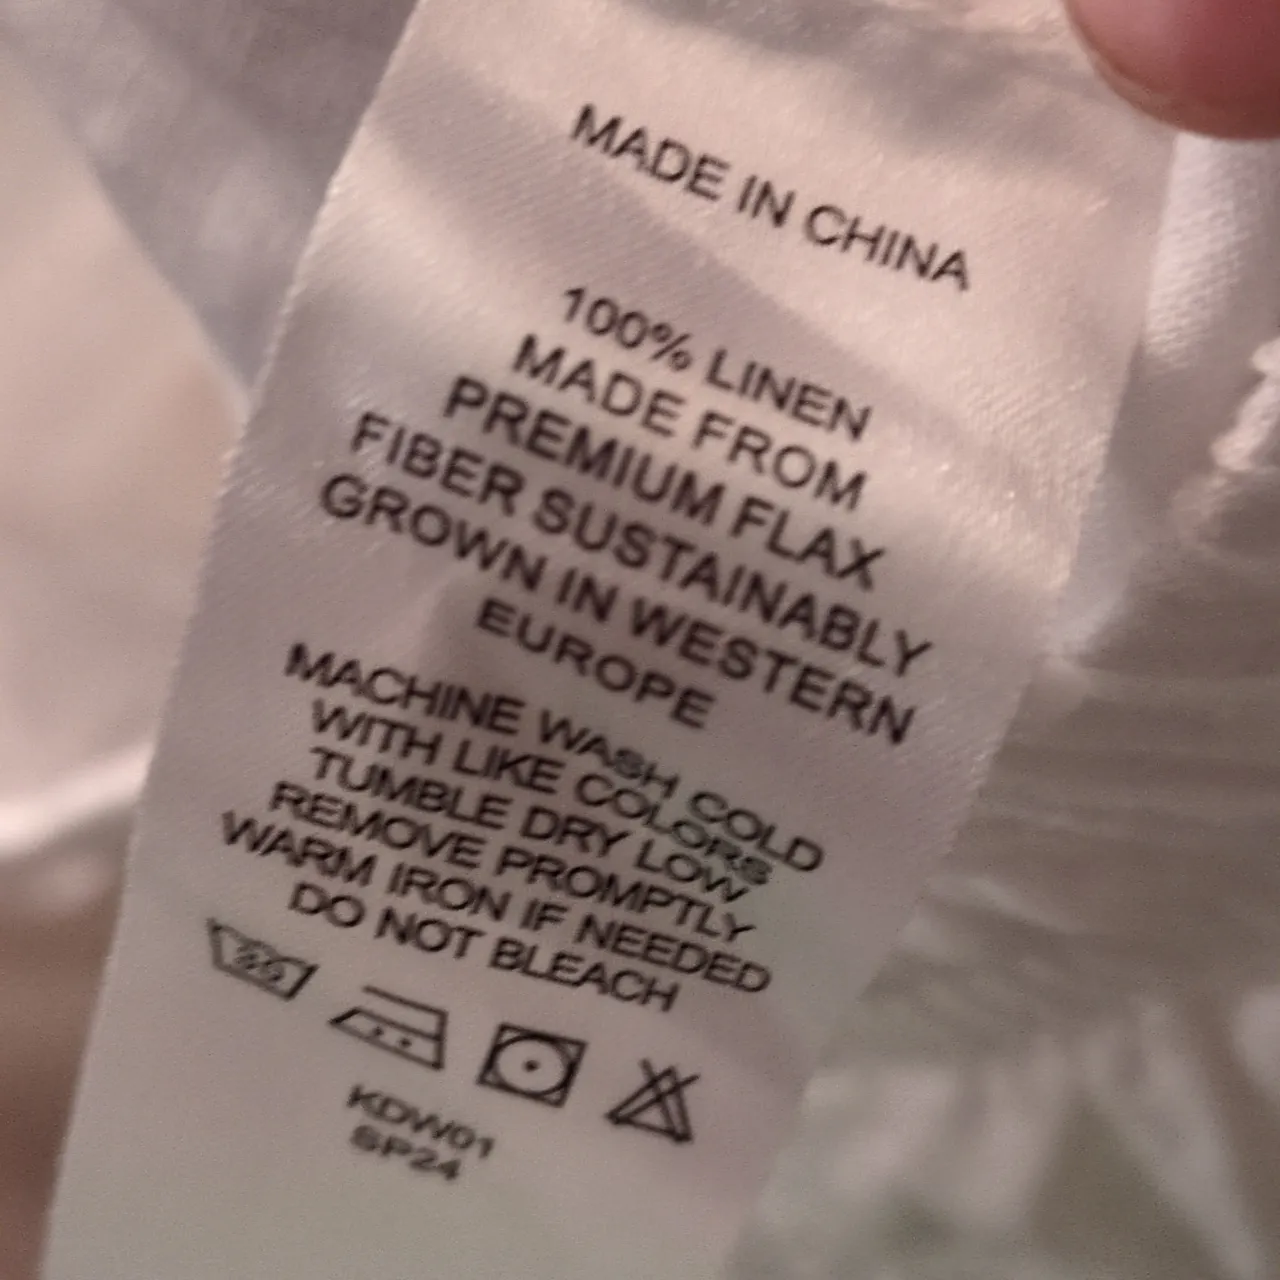 MADE IN CHINA
100% LINEN
MADE FROM
PREMIUM FLAX
FIBER SUSTAINABLY
GROWN IN WESTERN
EUROPE
MACHINE WASH COLD
WITH LIKE COLORS
TUMBLE DRY LOW
REMOVE PROMPTLY
WARM IRON IF NEEDED
DO NOT BLEACH
30
KDW01
SP24